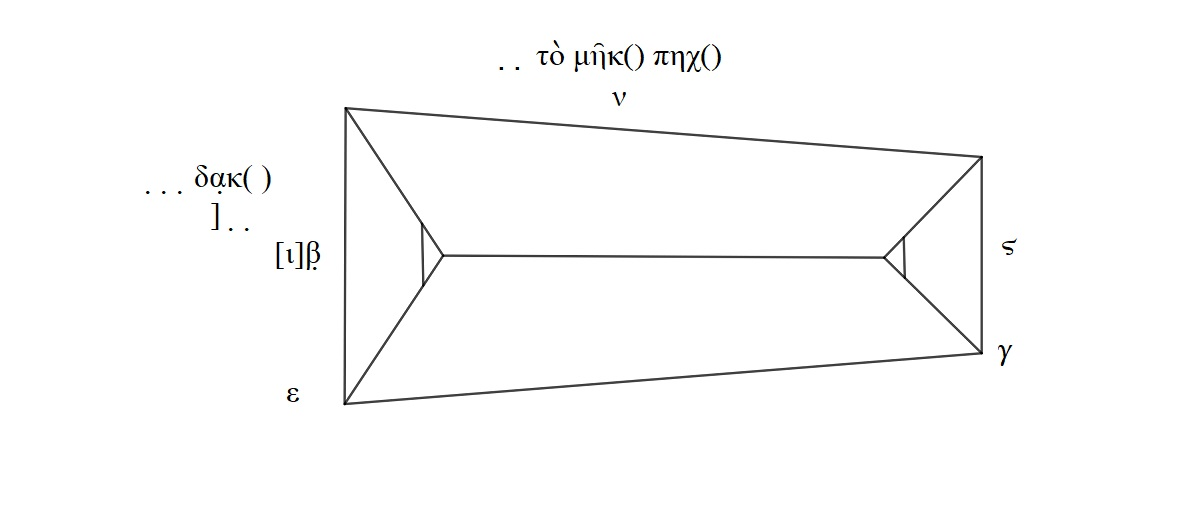 . . τὸ μῆκ() πηχ()
ν
. . . δα̣κ( )
] . .
[ι]β̣
ε
ϛ
γ